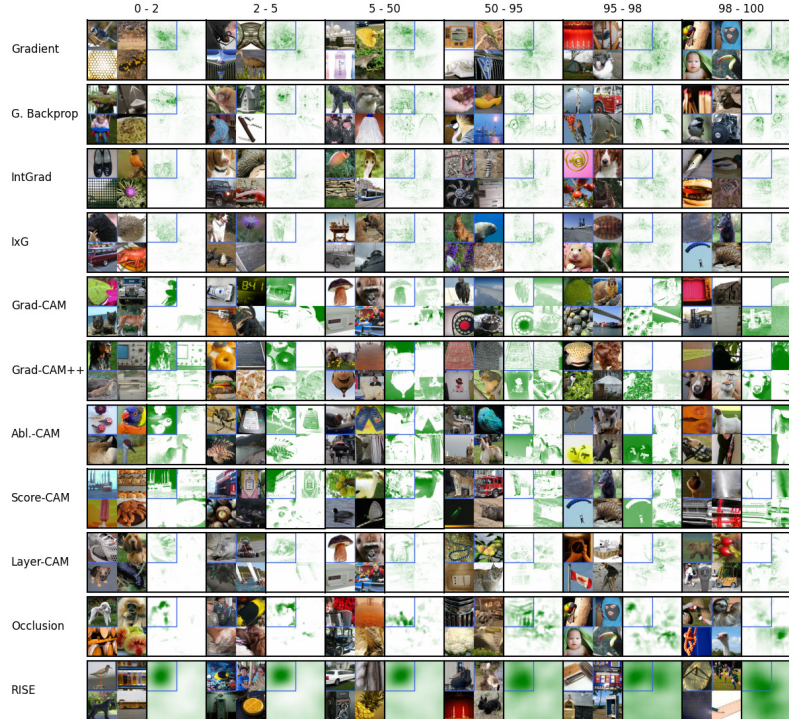 0 - 2 2 - 5 5 - 50 50 - 95 95 - 98 98 - 100
Gradient
G. Backprop
IntGrad
IxG
Grad-CAM
841
Grad-CAM++
Abl.-CAM
Score-CAM
Layer-CAM
Occlusion
RISE